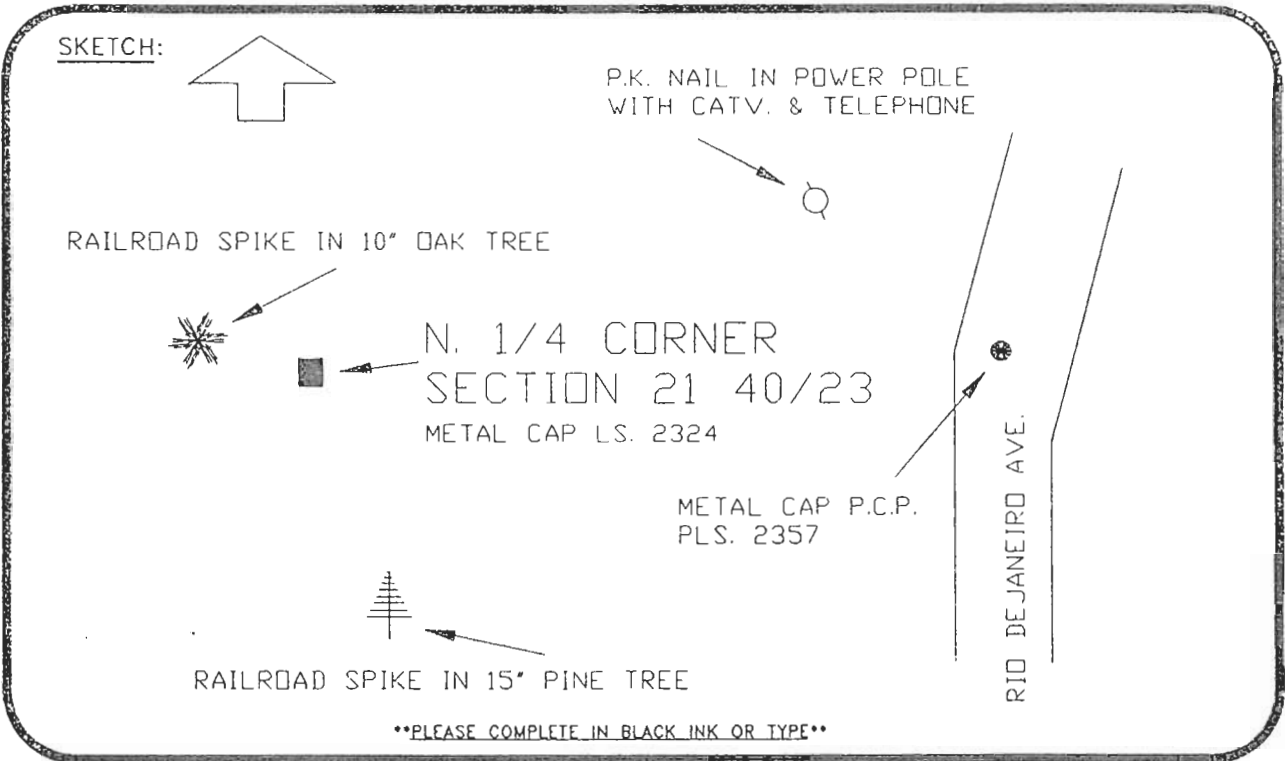 SKETCH:
P.K. NAIL IN POWER POLE
WITH CATV. & TELEPHONE
RAILROAD SPIKE IN 10" OAK TREE
N. 1/4 CORNER
SECTION 21 40/23
METAL CAP LS. 2324
METAL CAP P.C.P.
PLS. 2357
RIO DEJANEIRO AVE.
RAILROAD SPIKE IN 15" PINE TREE
**PLEASE COMPLETE IN BLACK INK OR TYPE**